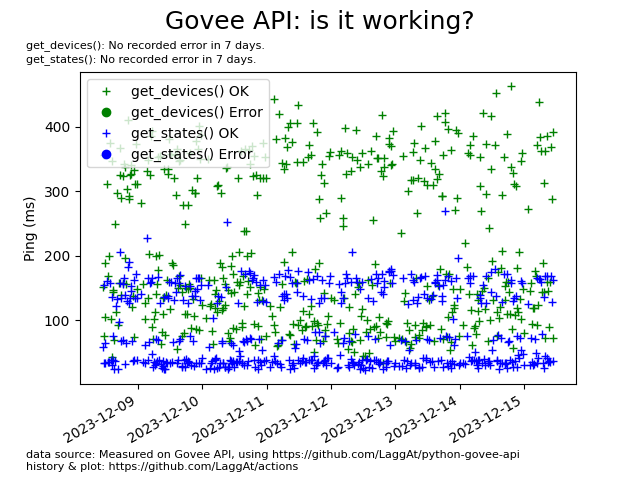 Govee API: is it working?
get_devices(): No recorded error in 7 days.
get_states(): No recorded error in 7 days.
get_devices() OK
get_devices() Error
get_states() OK
get_states() Error
Ping (ms)
400
300
200
100
2023-12-09
2023-12-10
2023-12-11
2023-12-12
2023-12-13
2023-12-14
2023-12-15
data source: Measured on Govee API, using https://github.com/LaggAt/python-govee-api
history & plot: https://github.com/LaggAt/actions